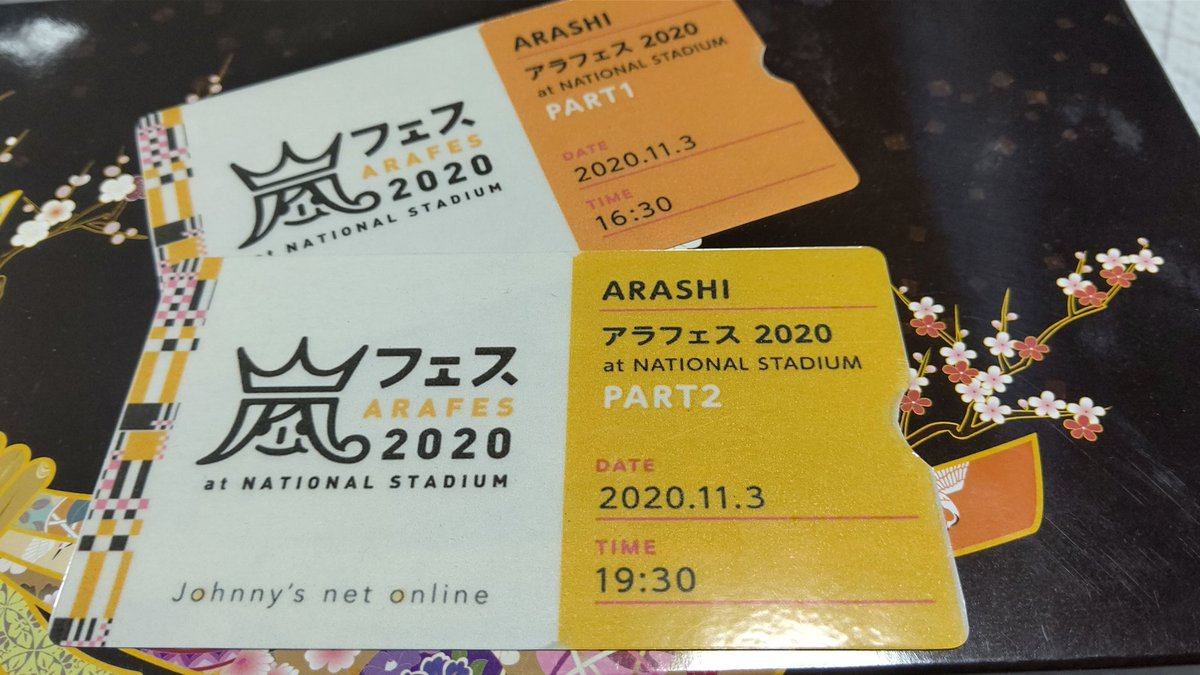 嵐フェス
ARAFES
2020
at NATIONAL STADIUM
ARASHI
アラフェス 2020
at NATIONAL STADIUM
PART1
DATE
2020.11.3
TIME
16:30
嵐フェス
ARAFES
2020
at NATIONAL STADIUM
Johnny's net online
ARASHI
アラフェス 2020
at NATIONAL STADIUM
PART2
DATE
2020.11.3
TIME
19:30